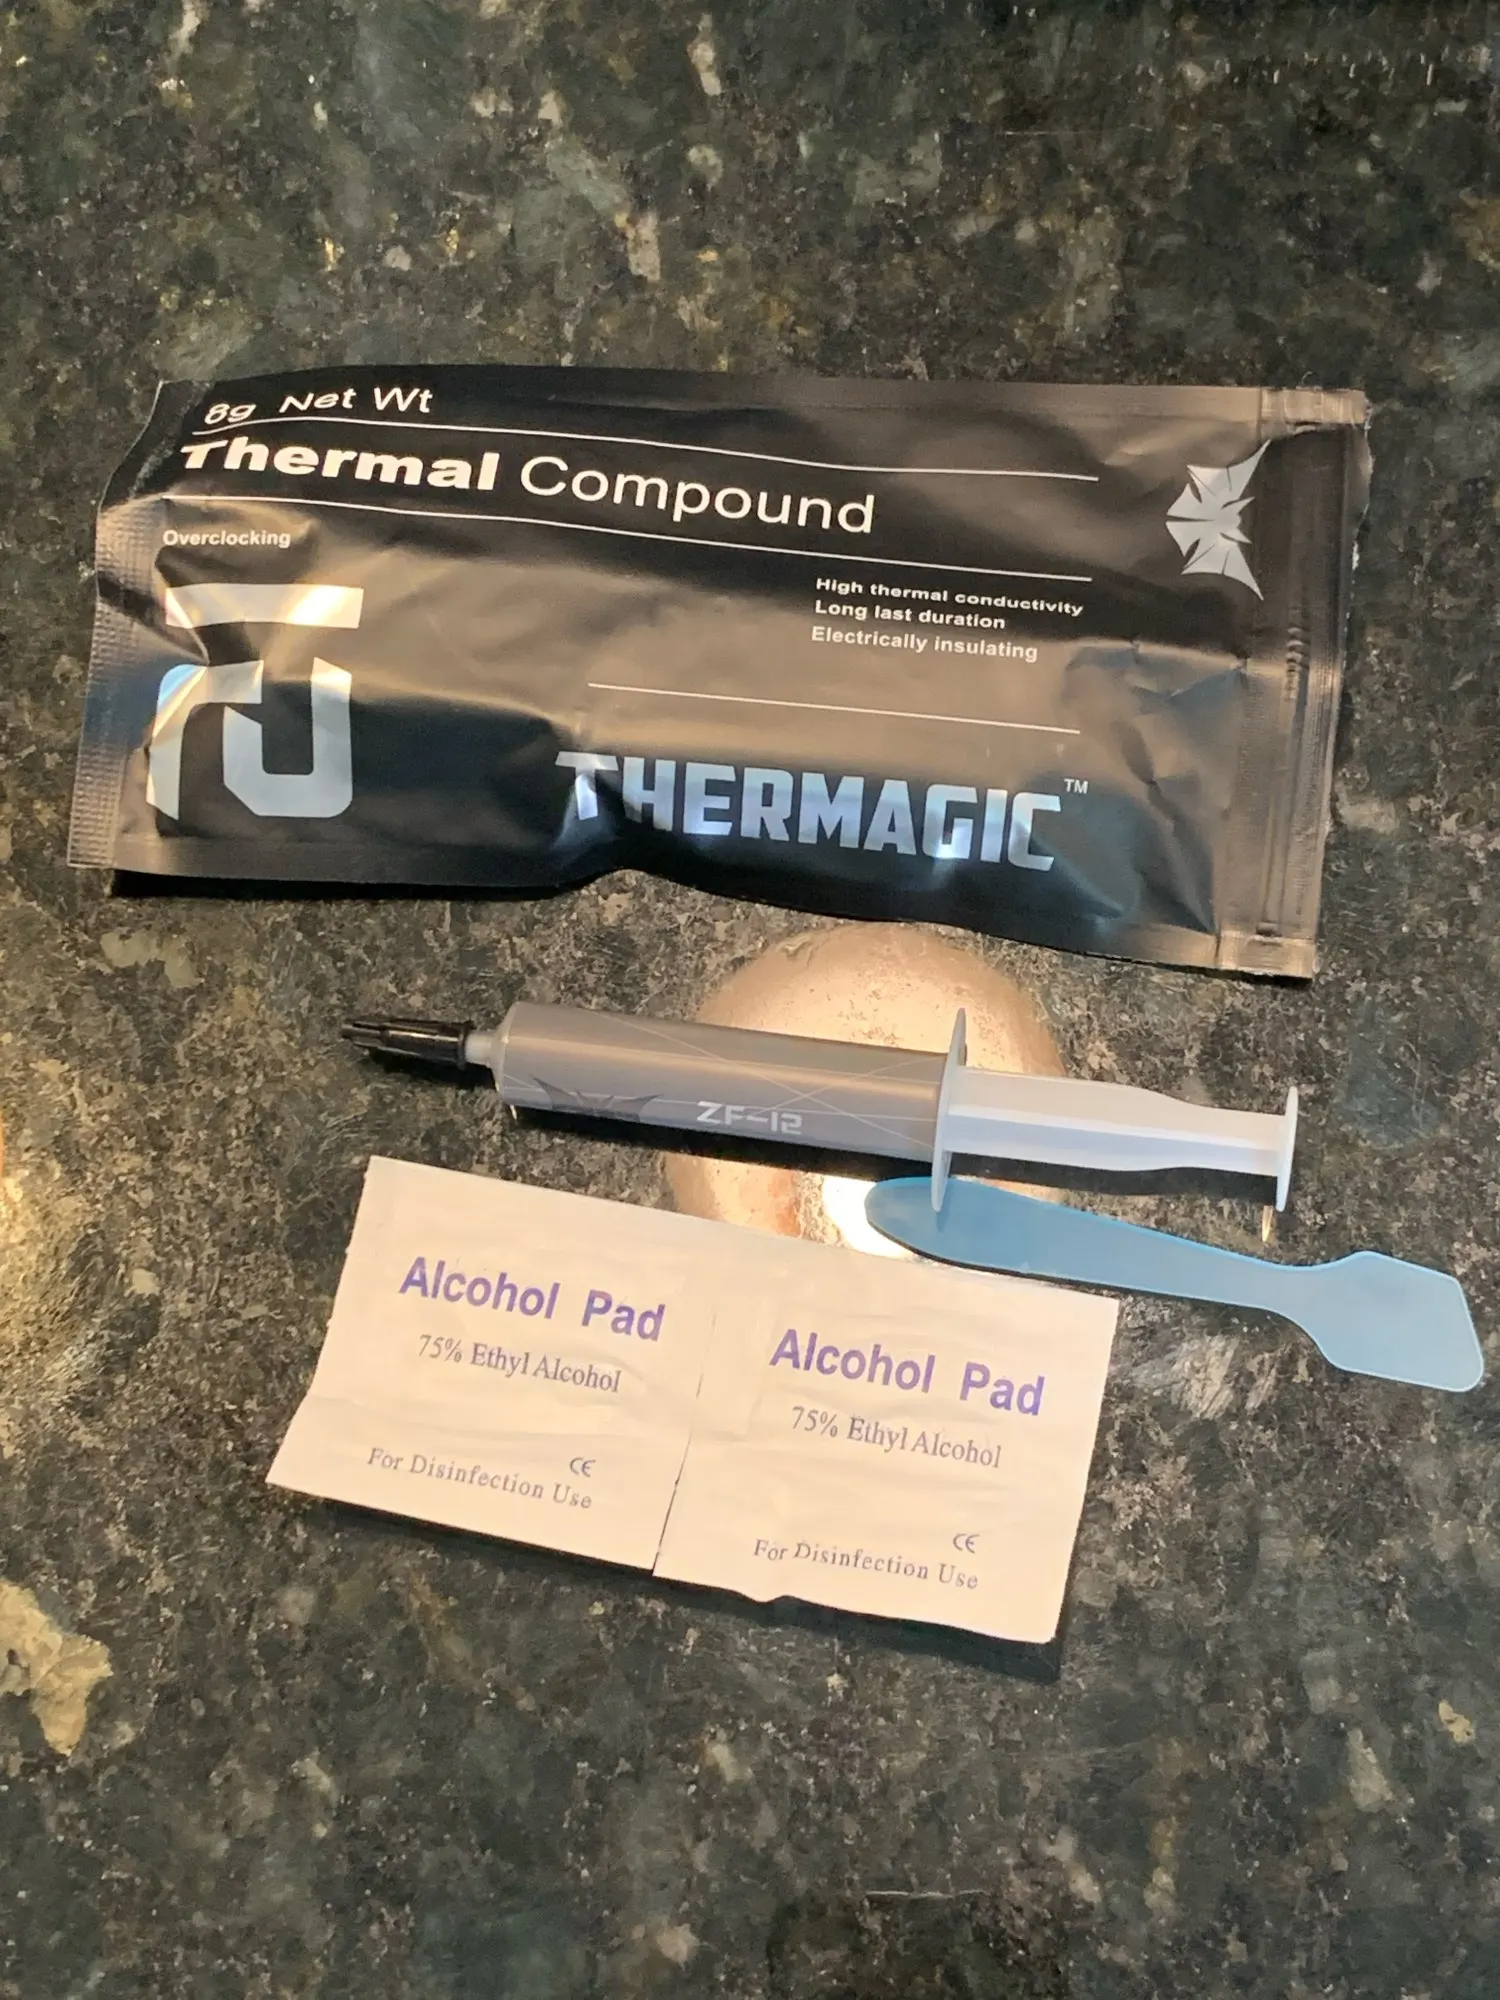 8g Net Wt
Thermal Compound
Overclocking
High thermal conductivity
Long last duration
Electrically insulating
THERMAGIC™
ZF-12
Alcohol Pad
75% Ethyl Alcohol
CE
For Disinfection Use
Alcohol Pad
75% Ethyl Alcohol
CE
For Disinfection Use